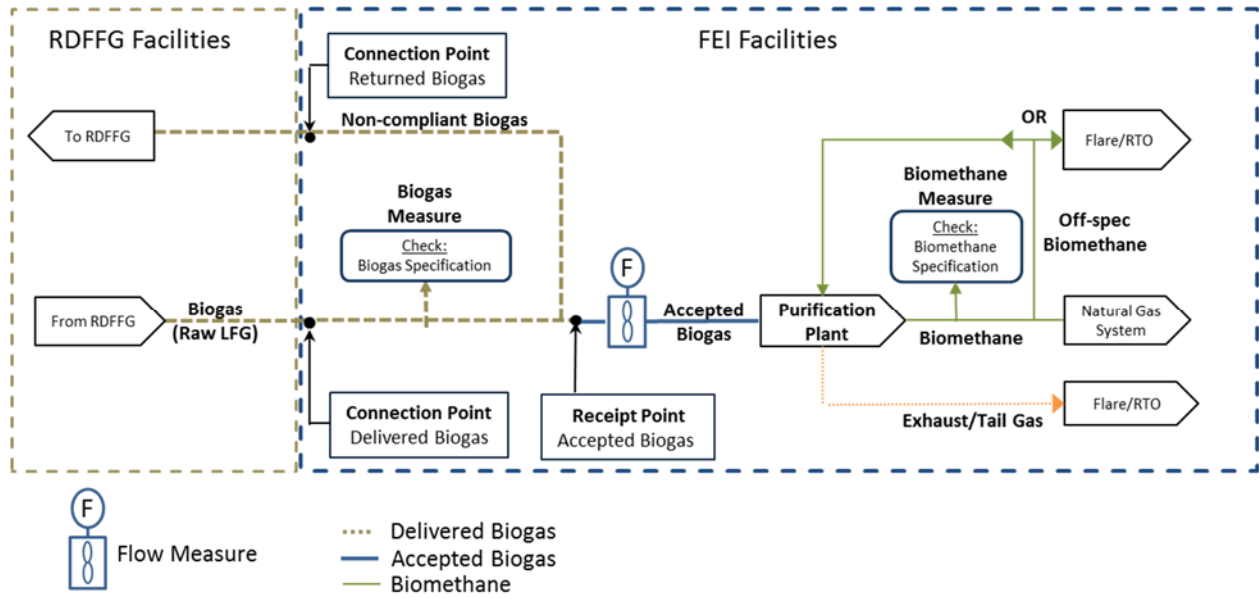 RDFFG Facilities
FEI Facilities
Connection Point
Returned Biogas
Non-compliant Biogas
To RDFFG
OR
Flare/RTO
Biogas
Measure
Check:
Biogas Specification
Biomethane
Measure
Check:
Biomethane
Specification
Off-spec
Biomethane
F
From RDFFG
Biogas
(Raw LFG)
Accepted
Biogas
Purification
Plant
Biomethane
Natural Gas
System
Connection Point
Delivered Biogas
Receipt Point
Accepted Biogas
Exhaust/Tail Gas
Flare/RTO
F
Flow Measure
Delivered Biogas
Accepted Biogas
Biomethane